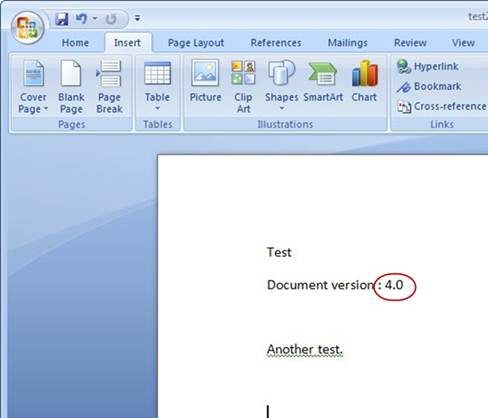 test2
Home Insert Page Layout References Mailings Review View
Cover Page Blank Page Page Break Table Picture Clip Art Shapes SmartArt Chart Hyperlink
Bookmark
Cross-reference
Pages Tables Illustrations Links
Test
Document version : 4.0
Another test.